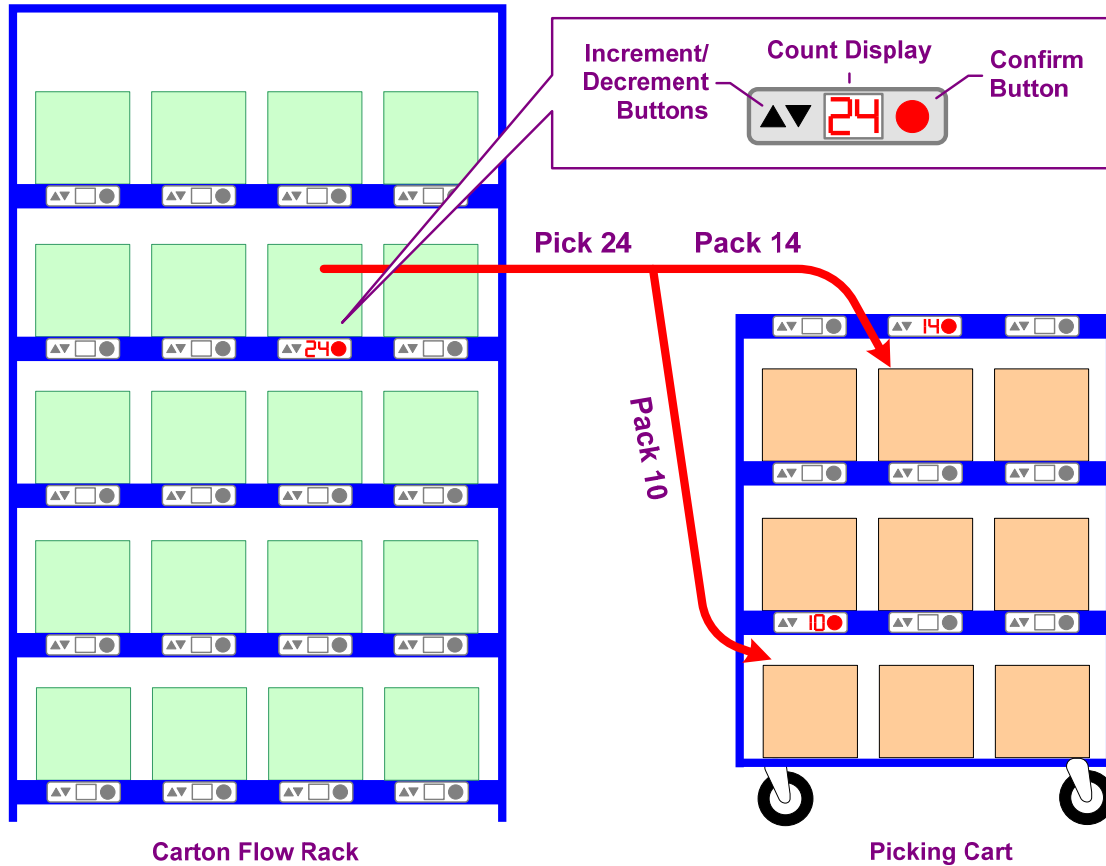 Increment/
Decrement
Buttons
Count Display
Confirm
Button
24
Pick 24
Pack 14
24
14
Pack 10
10
Carton Flow Rack
Picking Cart